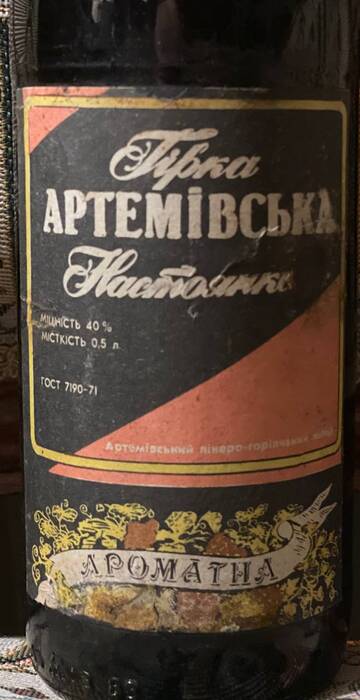 Гірка
АРТЕМІВСЬКА
Настоянка
МІЦНІСТЬ 40 %
МІСТКІСТЬ 0,5 л
ГОСТ 7190-71
Артемівський лікеро-горілчаний завод
АРОМАТНА